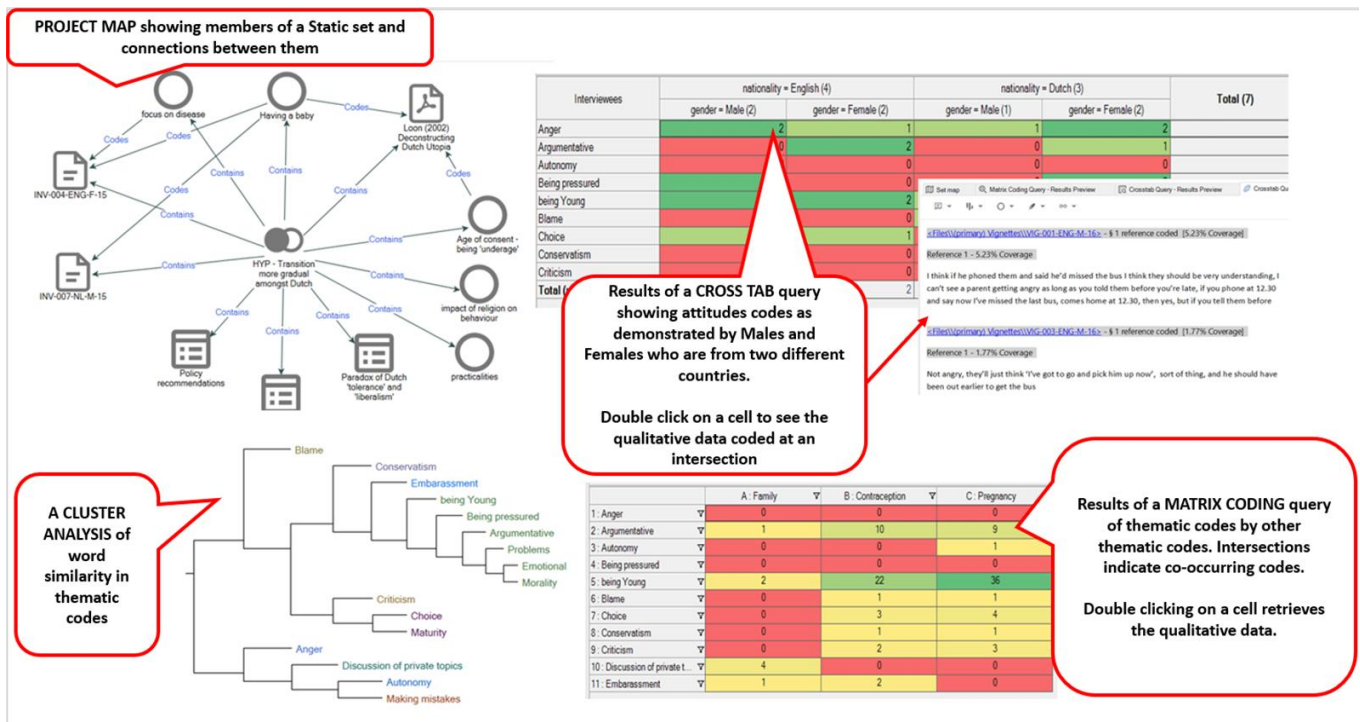 PROJECT MAP showing members of a Static set and
connections between them
focus on disease
Having a baby
Loon (2002)
Deconstructing
Dutch Utopia
Codes
Codes
Codes
Codes
Codes
INV-004-ENG-F-15
Contains
Contains
Contains
Contains
Contains
Age of consent -
being 'underage'
INV-007-NL-M-15
Contains
HYP - Transition
more gradual
amongst Dutch
Contains
impact of religion on
behaviour
Contains
Contains
Contains
Contains
Policy
recommendations
Paradox of Dutch
'tolerance' and
'liberalism'
practicalities
Interviewees
nationality = English (4)
nationality = Dutch (3)
Total (7)
gender = Male (2)
gender = Female (2)
gender = Male (1)
gender = Female (2)
Anger 2 1 1 2
Argumentative 0 2 0 1
Autonomy 0 0 0
Being pressured 0
being Young 2
Blame 0
Choice 1
Conservatism 0
Criticism 0
Total ( 2
Results of a CROSS TAB query
showing attitudes codes as
demonstrated by Males and
Females who are from two different
countries.
Double click on a cell to see the
qualitative data coded at an
intersection
Set map Matrix Coding Query - Results Preview Crosstab Query - Results Preview Crosstab Qu
<Files\\(primary) Vignettes\\VIG-001-ENG-M-16> - § 1 reference coded [5.23% Coverage]
Reference 1 - 5.23% Coverage
I think if he phoned them and said he'd missed the bus I think they should be very understanding, I
can't see a parent getting angry as long as you told them before you're late, if you phone at 12.30
and say now I've missed the last bus, comes home at 12.30, then yes, but if you tell them before
<Files\\(primary) Vignettes\\VIG-003-ENG-M-16> - § 1 reference coded [1.77% Coverage]
Reference 1 - 1.77% Coverage
Not angry, they'll just think 'I've got to go and pick him up now', sort of thing, and he should have
been out earlier to get the bus
A CLUSTER
ANALYSIS of
word
similarity in
thematic
codes
Blame
Conservatism
Embarassment
being Young
Being pressured
Argumentative
Problems
Emotional
Morality
Criticism
Choice
Maturity
Anger
Discussion of private topics
Autonomy
Making mistakes
A : Family B : Contraception C : Pregnancy
1 : Anger 0 0 0
2 : Argumentative 1 10 9
3 : Autonomy 0 0 1
4 : Being pressured 0 0 0
5 : being Young 2 22 36
6 : Blame 0 1 1
7 : Choice 0 3 4
8 : Conservatism 0 1 1
9 : Criticism 0 2 3
10 : Discussion of private t... 4 0 0
11 : Embarassment 1 2 0
Results of a MATRIX CODING query
of thematic codes by other
thematic codes. Intersections
indicate co-occurring codes.
Double clicking on a cell retrieves
the qualitative data.